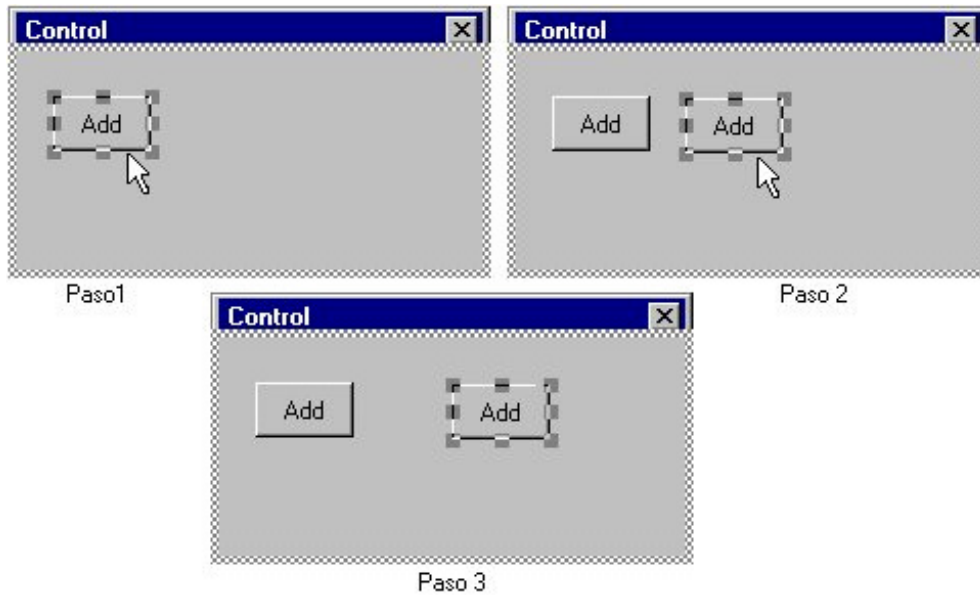 Control
Add
Paso1
Control
Add
Add
Paso 2
Control
Add
Add
Paso 3